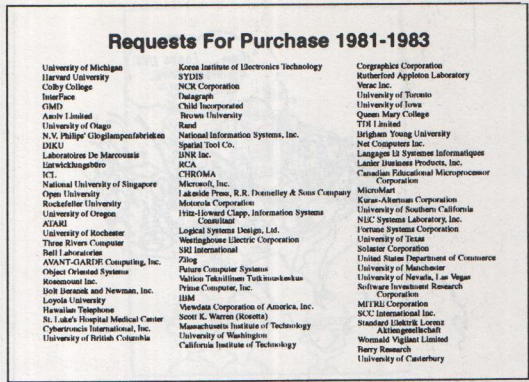 Requests For Purchase 1981-1983
University of Michigan
Harvard University
Colby College
InterFace
GMD
Limited
University of Otago
N.V. Philips' Gloeilampenfabrieken
DIKU
Laboratoires De Marcoussis
Entwicklungsbüro
ICL
National University of Singapore
Open University
Rockefeller University
University of Oregon
ATARI
University of Rochester
Three Rivers Computer
Bell Laboratories
AVANT-GARDE Computing, Inc.
Object Oriented Systems
Rosemount Inc.
Bolt Beranek and Newman, Inc.
Loyola University
Hawaiian Telephone
St. Luke's Hospital Medical Center
Cybertronics International, Inc.
University of British Columbia
Korea Institute of Electronics Technology
SYDIS
NCR Corporation
Datagraph
Child Incorporated
Brown University
Rand
National Information Systems, Inc.
Spatial Tool Co.
BNR Inc.
RCA
CHROMA
Microsoft, Inc.
Lakeside Press, R.R. Donnelley & Sons Company
Motorola Corporation
Fritz-Howard Clapp, Information Systems
Consultant
Logical Systems Design, Ltd.
Westinghouse Electric Corporation
SRI International
Zilog
Future Computer Systems
Valtion Teknillinen Tutkimuskeskus
Prime Computer, Inc.
IBM
Viewdata Corporation of America, Inc.
Scott K. Warren (Rosetta)
Massachusetts Institute of Technology
University of Washington
California Institute of Technology
Corgraphics Corporation
Rutherford Appleton Laboratory
Verac Inc.
University of Toronto
University of Iowa
Queen Mary College
TDI Limited
Brigham Young University
Net Computers Inc.
Langages Et Systemes Informatiques
Lanier Business Products, Inc.
Canadian Educational Microprocessor
Corporation
MicroMart
Kuras-Alterman Corporation
University of Southern California
NEC Systems Laboratory, Inc.
Fortune Systems Corporation
University of Texas
Solaster Corporation
United States Department of Commerce
University of Manchester
University of Nevada, Las Vegas
Software Investment Research
Corporation
MITRE Corporation
SCC International Inc.
Standard Elektrik Lorenz
Aktiengesellschaft
Wormald Vigilant Limited
Berry Research
University of Canterbury